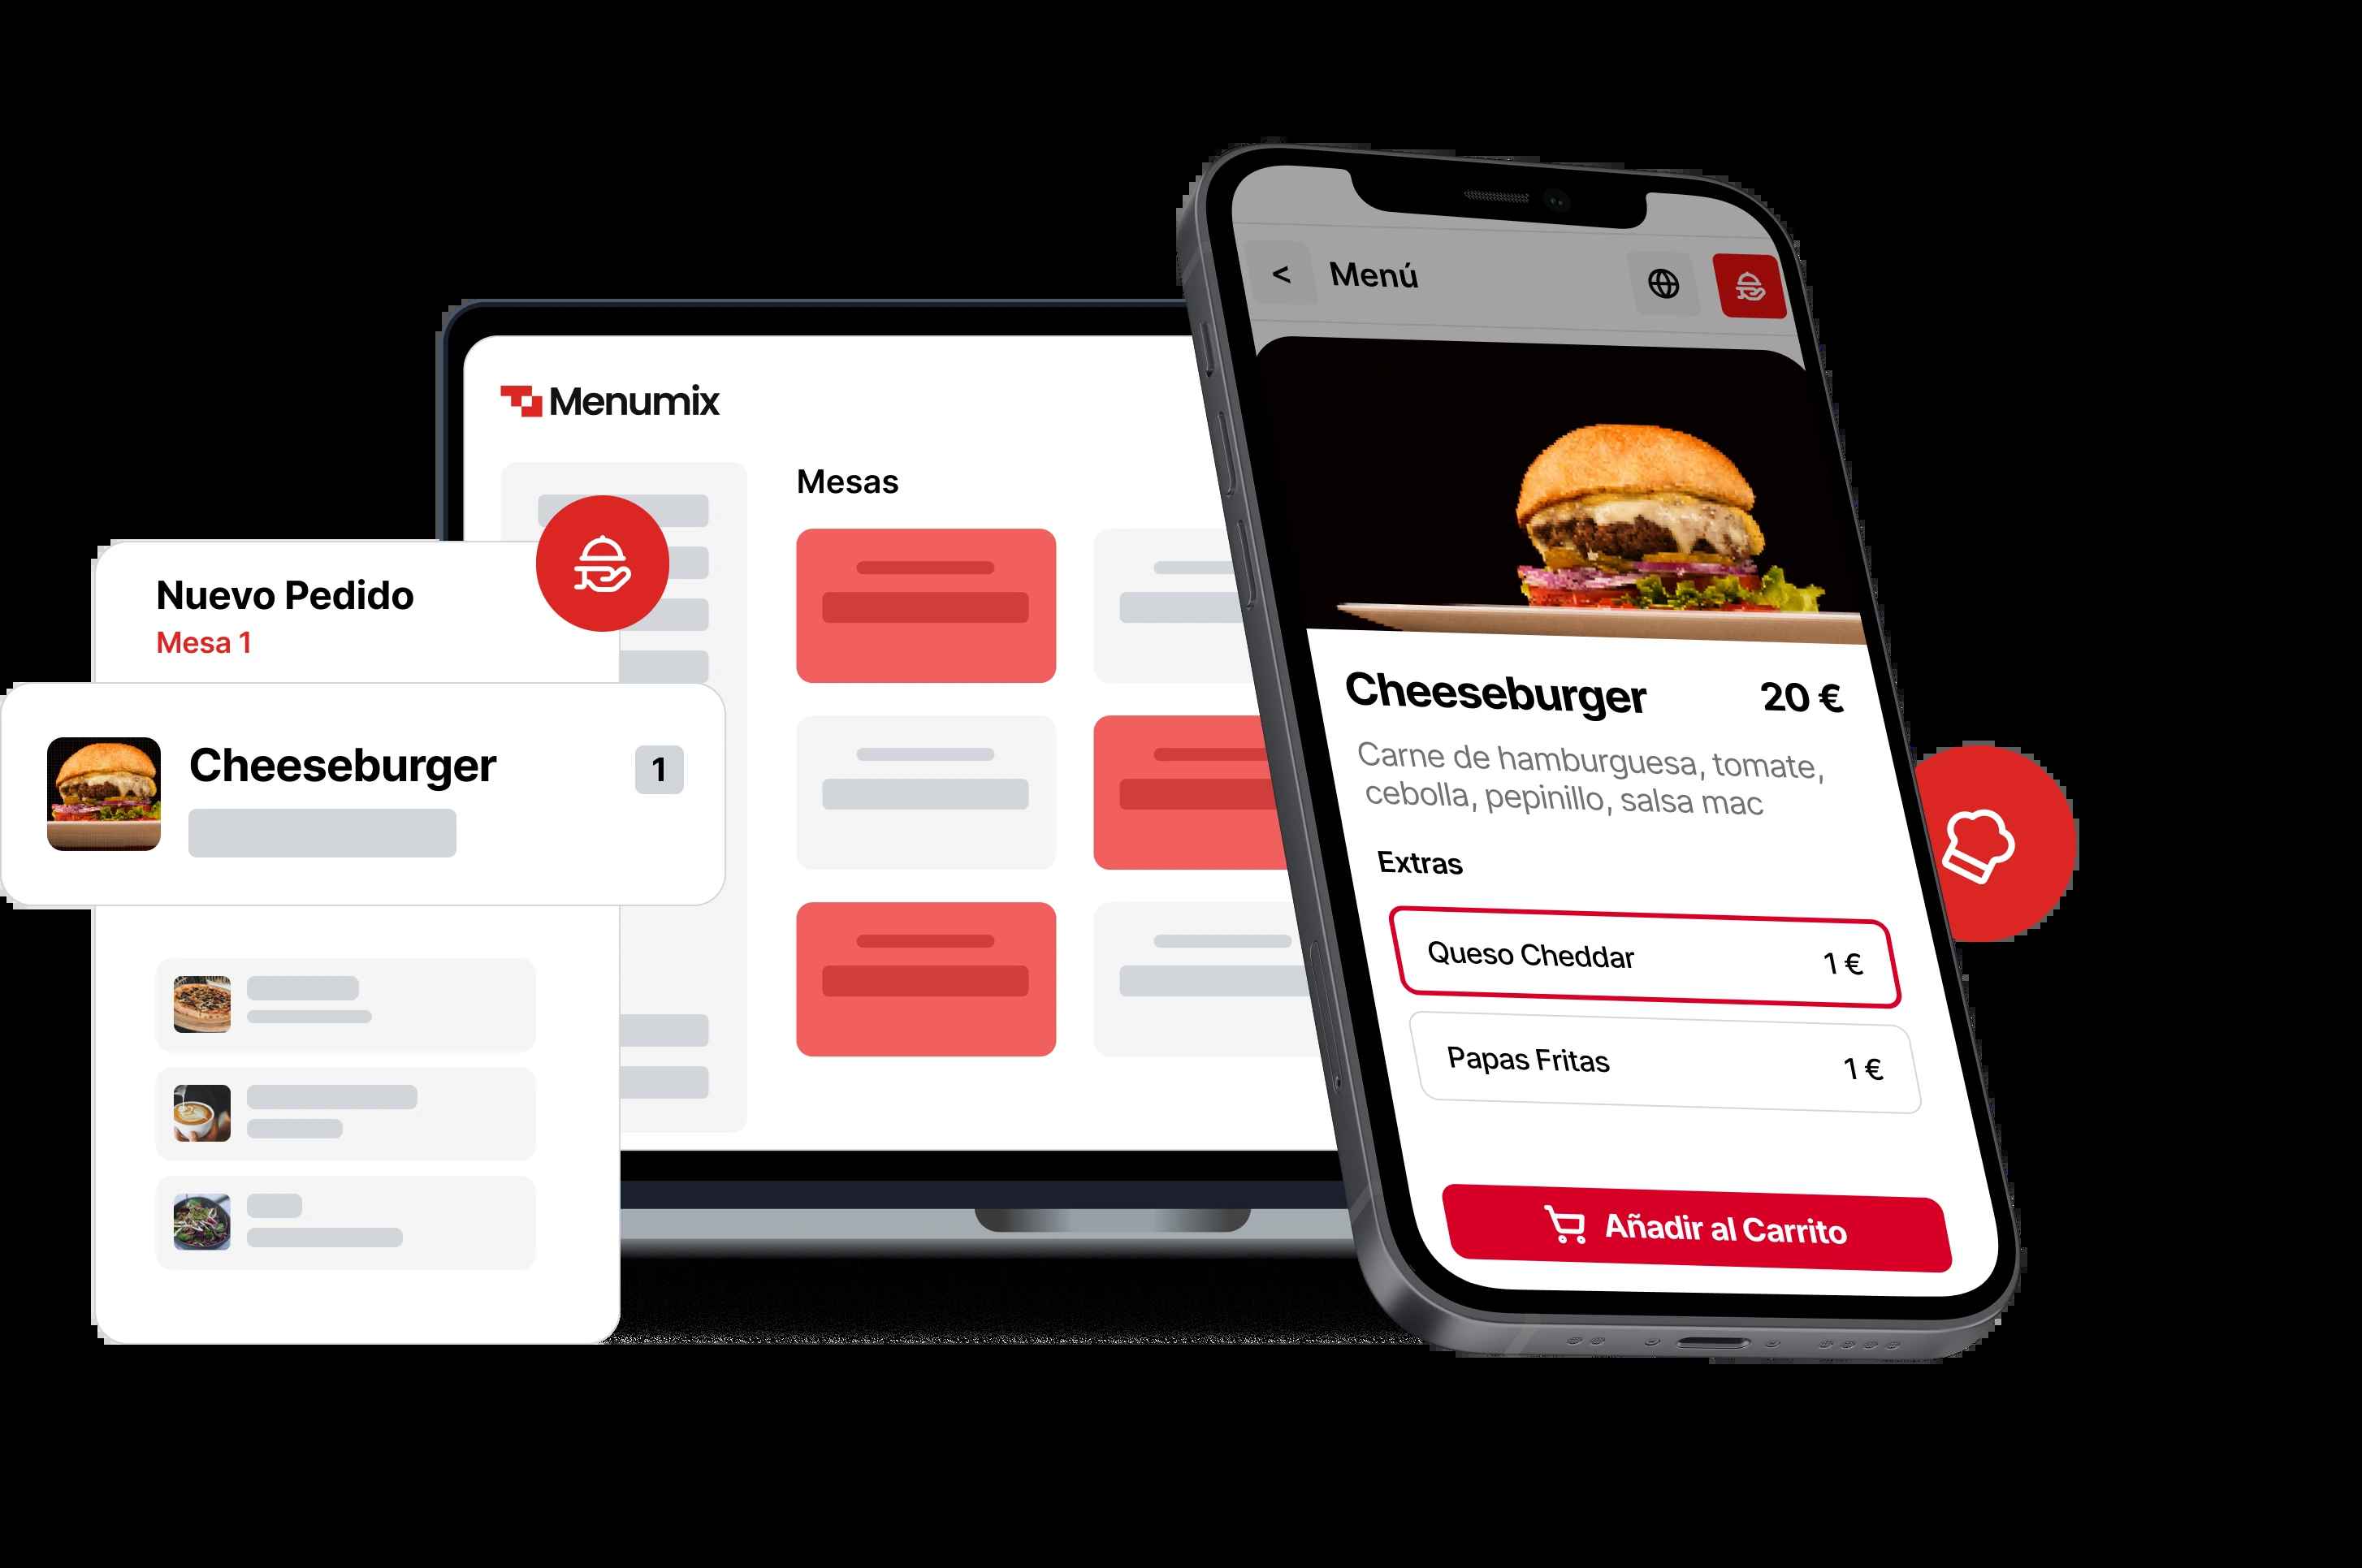 Menumix
Mesas
Nuevo Pedido
Mesa 1
Cheeseburger
1
< Menú
Cheeseburger 20 €
Carne de hamburguesa, tomate,
cebolla, pepinillo, salsa mac
Extras
Queso Cheddar 1 €
Papas Fritas 1 €
Añadir al Carrito